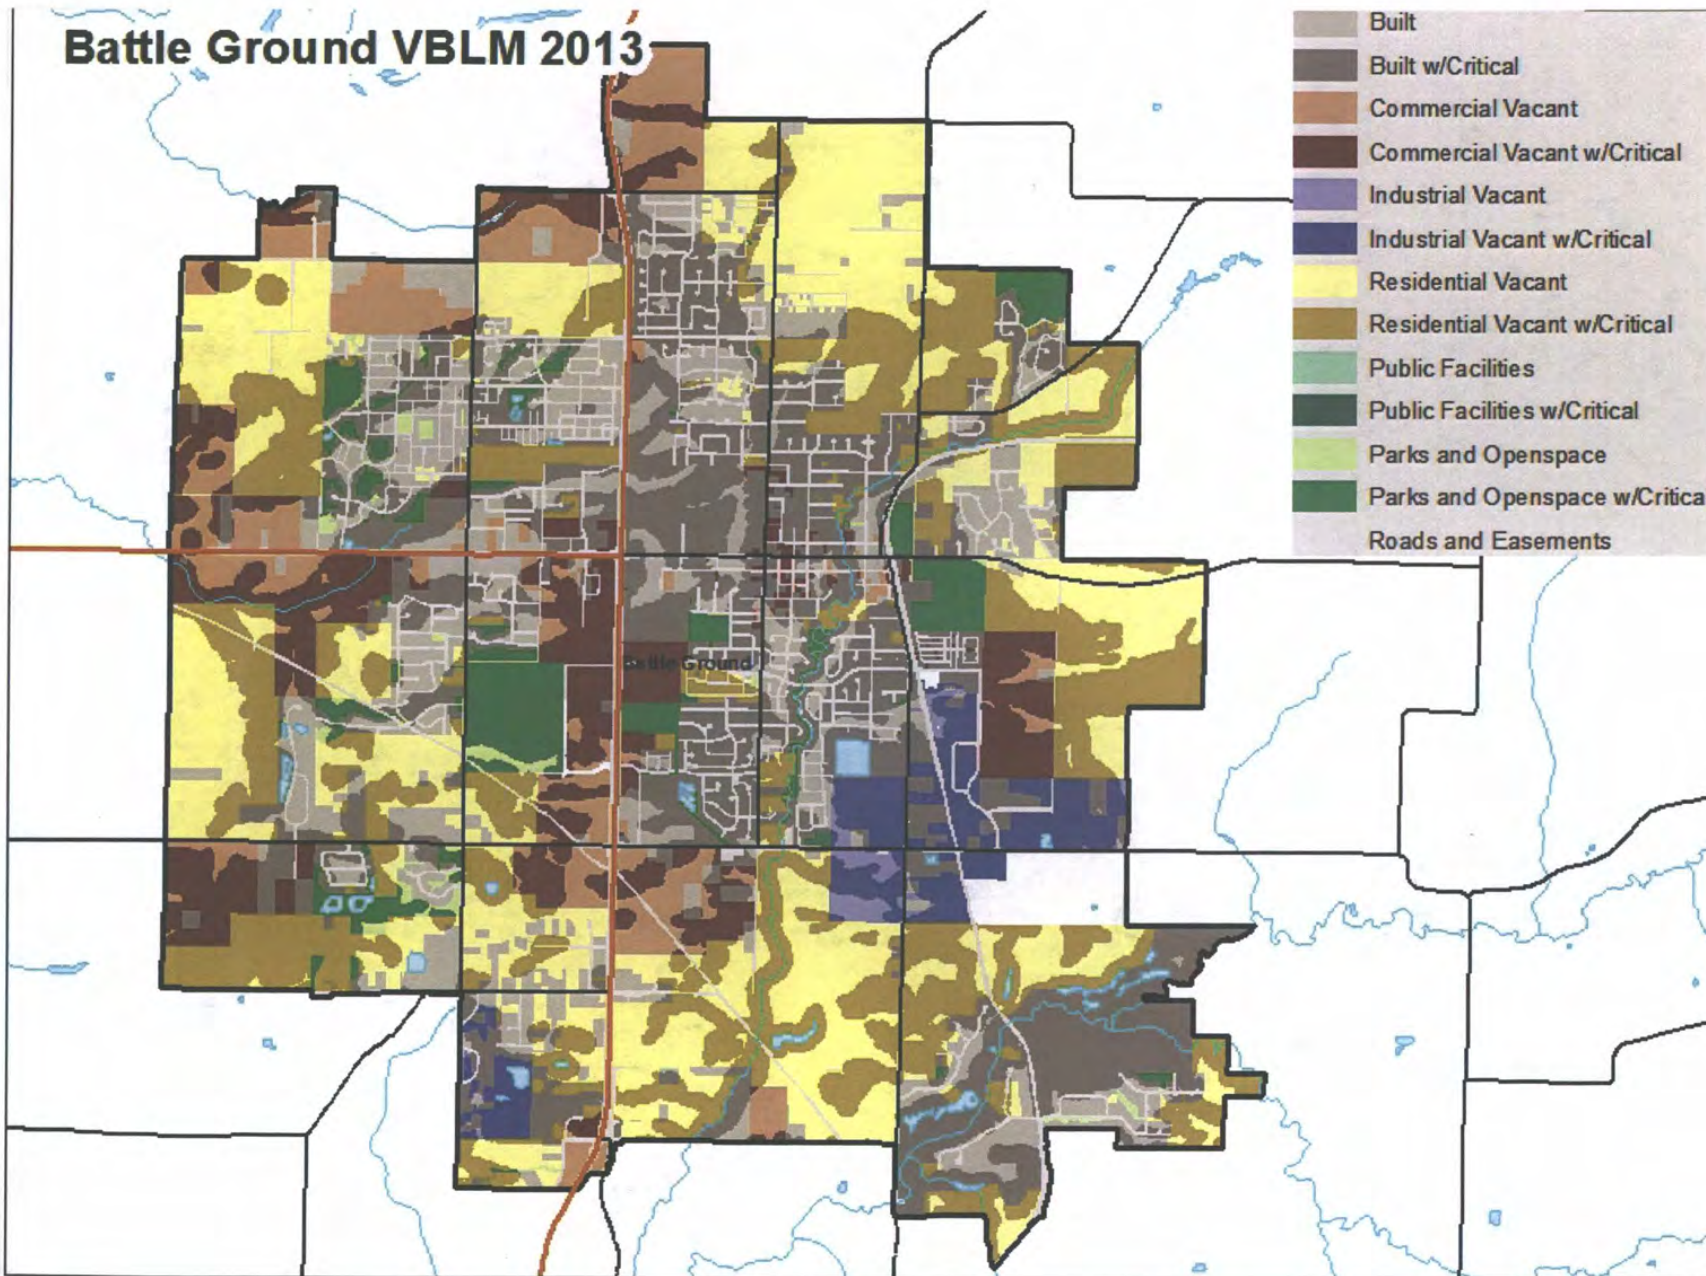 Battle Ground VBLM 2013
Built
Built w/Critical
Commercial Vacant
Commercial Vacant w/Critical
Industrial Vacant
Industrial Vacant w/Critical
Residential Vacant
Residential Vacant w/Critical
Public Facilities
Public Facilities w/Critical
Parks and Openspace
Parks and Openspace w/Critica
Roads and Easements
Battle Ground